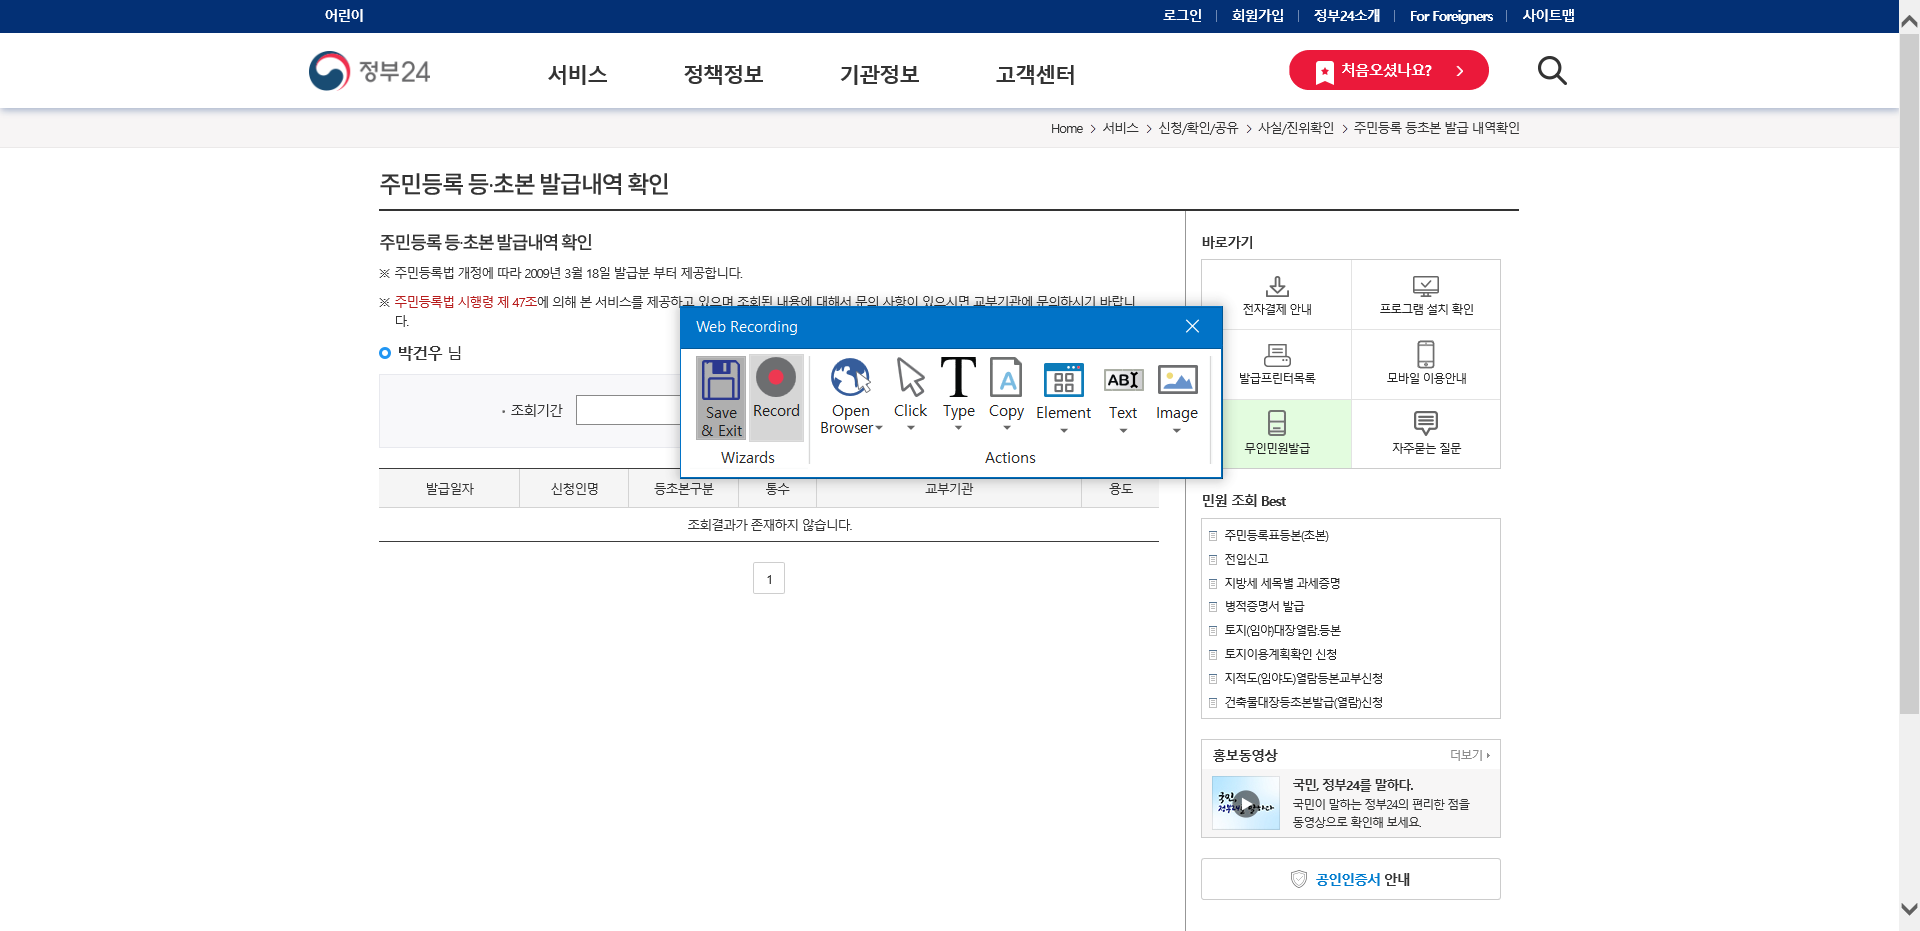 어린이
로그인 회원가입 정부24소개 For Foreigners 사이트맵
정부24 서비스 정책정보 기관정보 고객센터 처음오셨나요?
Home > 서비스 > 신청/확인/공유 > 사실/진위확인 > 주민등록 등초본 발급 내역확인
주민등록 등·초본 발급내역 확인
주민등록 등·초본 발급내역 확인
※ 주민등록법 개정에 따라 2009년 3월 18일 발급분 부터 제공합니다.
※ 주민등록법 시행령 제 47조에 의해 본 서비스를 제공하고 있으며 조회된 내용에 대해서 문의 사항이 있으시면 교부기관에 문의하시기 바랍니
다.
박건우 님
· 조회기간
Web Recording
Save
& Exit
Record
Wizards
Open
Browser
Click
Type
Copy
Element
Text
Image
Actions
발급일자 신청인명 등초본구분 통수 교부기관 용도
조회결과가 존재하지 않습니다.
1
바로가기
전자결제 안내 프로그램 설치 확인
발급프린터목록 모바일 이용안내
무인민원발급 자주묻는 질문
민원 조회 Best
주민등록표등본(초본)
전입신고
지방세 세목별 과세증명
병적증명서 발급
토지(임야)대장열람.등본
토지이용계획확인 신청
지적도(임야도)열람등본교부신청
건축물대장등초본발급(열람)신청
홍보동영상 더보기
국민, 정부24를 말하다.
국민이 말하는 정부24의 편리한 점을
동영상으로 확인해 보세요.
공인인증서 안내